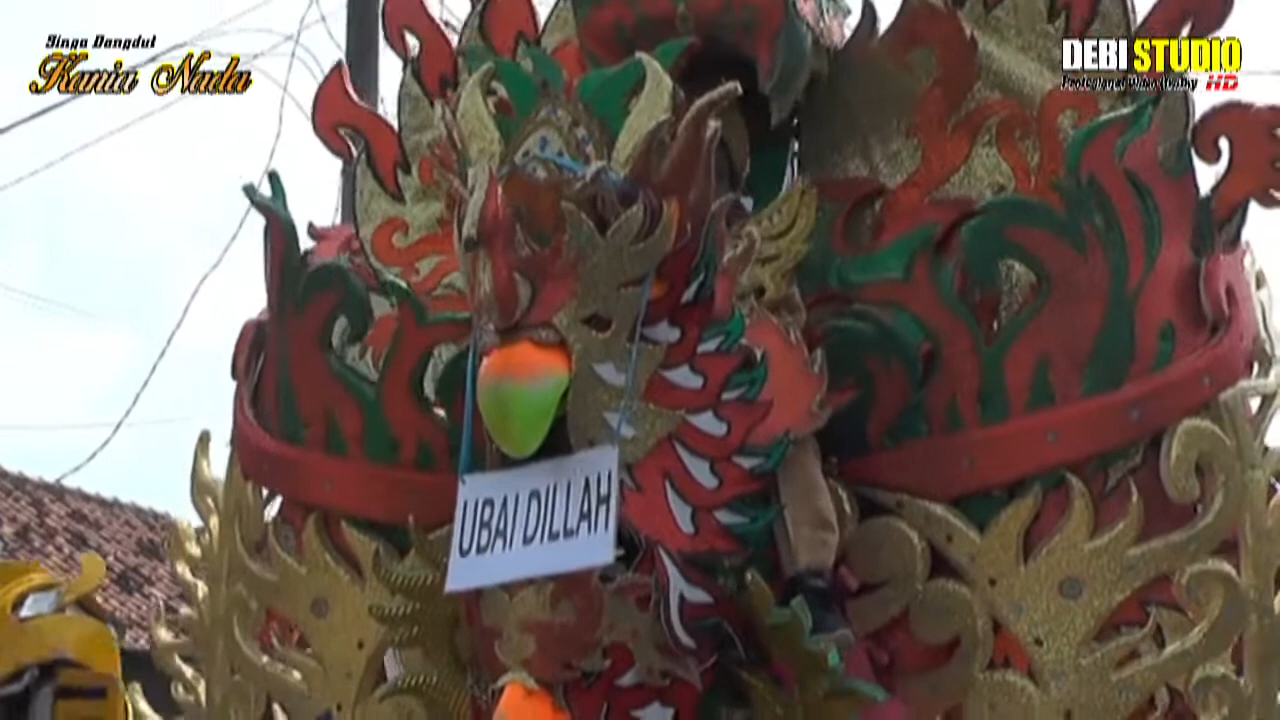 Singa Dangdut
Kania Nada
DEBI STUDIO
HD
UBAI DILLAH